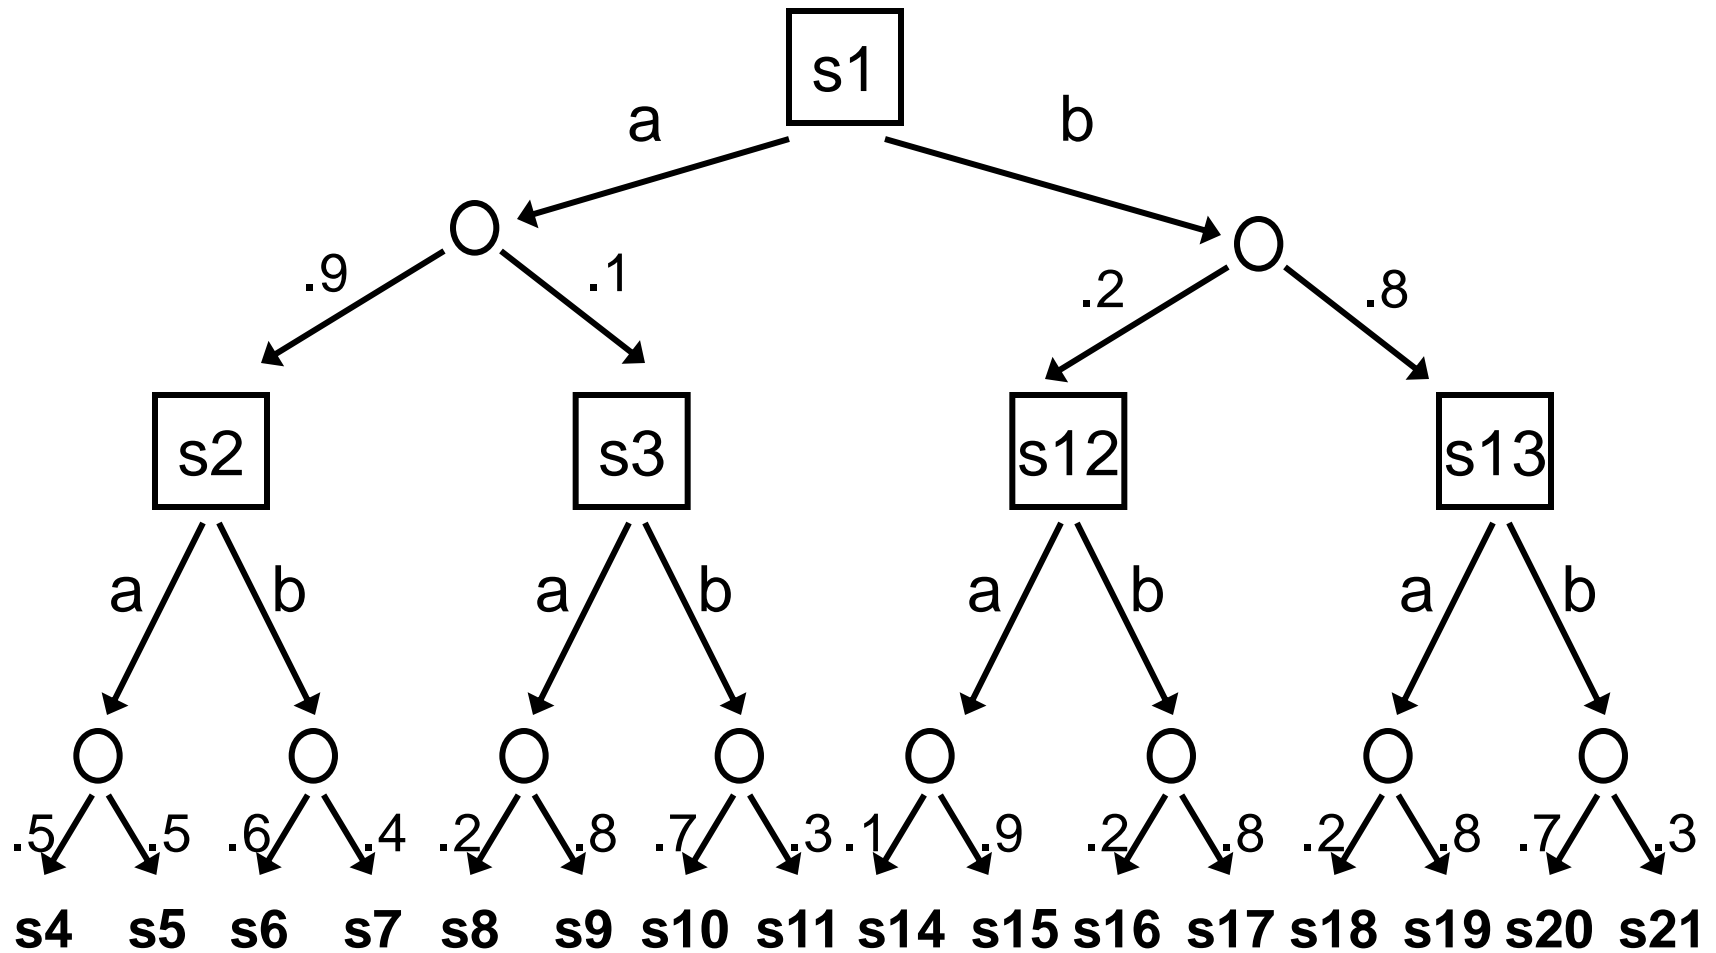 s1
a b
.9 .1 .2 .8
s2 s3 s12 s13
a b a b a b a b
.5 .5 .6 .4 .2 .8 .7 .3 .1 .9 .2 .8 .2 .8 .7 .3
s4 s5 s6 s7 s8 s9 s10 s11 s14 s15 s16 s17 s18 s19 s20 s21